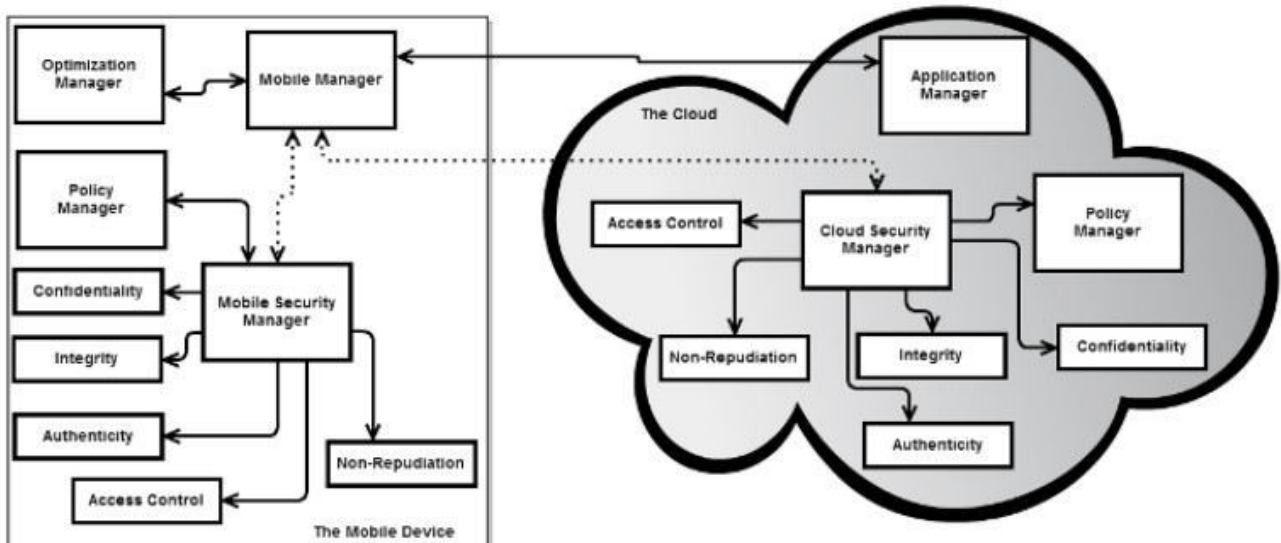 Optimization
Manager
Mobile Manager
Policy
Manager
Confidentiality
Mobile Security
Manager
Integrity
Authenticity
Non-Repudiation
Access Control
The Mobile Device
Application
Manager
The Cloud
Access Control
Cloud Security
Manager
Policy
Manager
Non-Repudiation
Integrity
Confidentiality
Authenticity